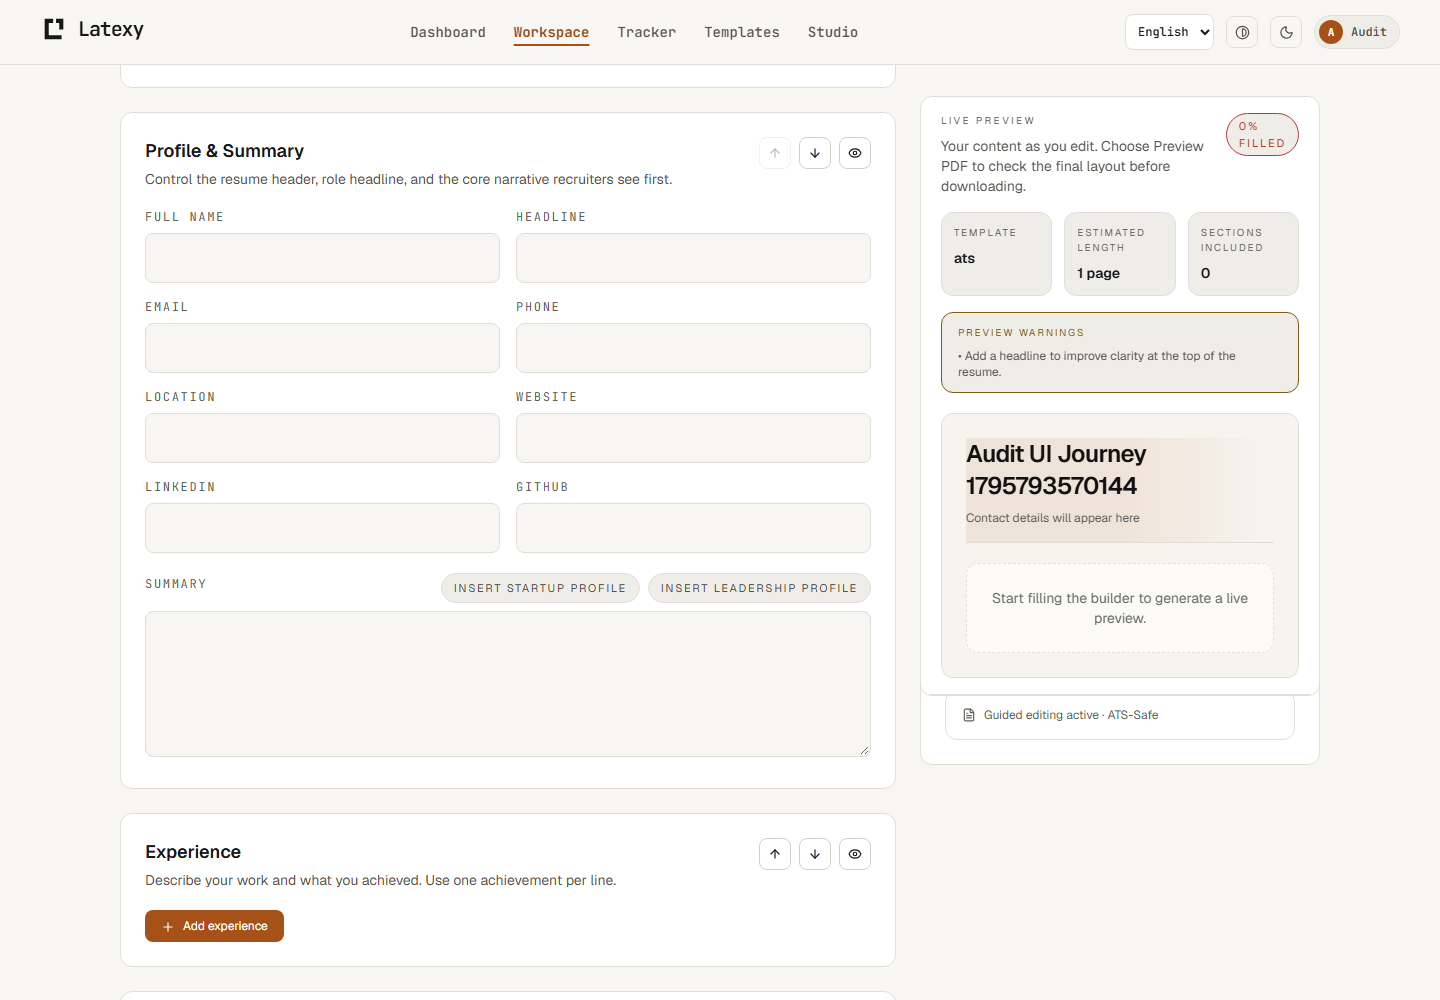 Latexy
Dashboard
Workspace
Tracker
Templates
Studio
English
A
Audit
Profile & Summary
Control the resume header, role headline, and the core narrative recruiters see first.
FULL NAME
HEADLINE
EMAIL
PHONE
LOCATION
WEBSITE
LINKEDIN
GITHUB
SUMMARY
INSERT STARTUP PROFILE
INSERT LEADERSHIP PROFILE
Experience
Describe your work and what you achieved. Use one achievement per line.
Add experience
LIVE PREVIEW
Your content as you edit. Choose Preview
PDF to check the final layout before
downloading.
0%
FILLED
TEMPLATE
ats
ESTIMATED
LENGTH
1 page
SECTIONS
INCLUDED
0
PREVIEW WARNINGS
• Add a headline to improve clarity at the top of the
resume.
Audit UI Journey
1795793570144
Contact details will appear here
Start filling the builder to generate a live
preview.
Guided editing active · ATS-Safe